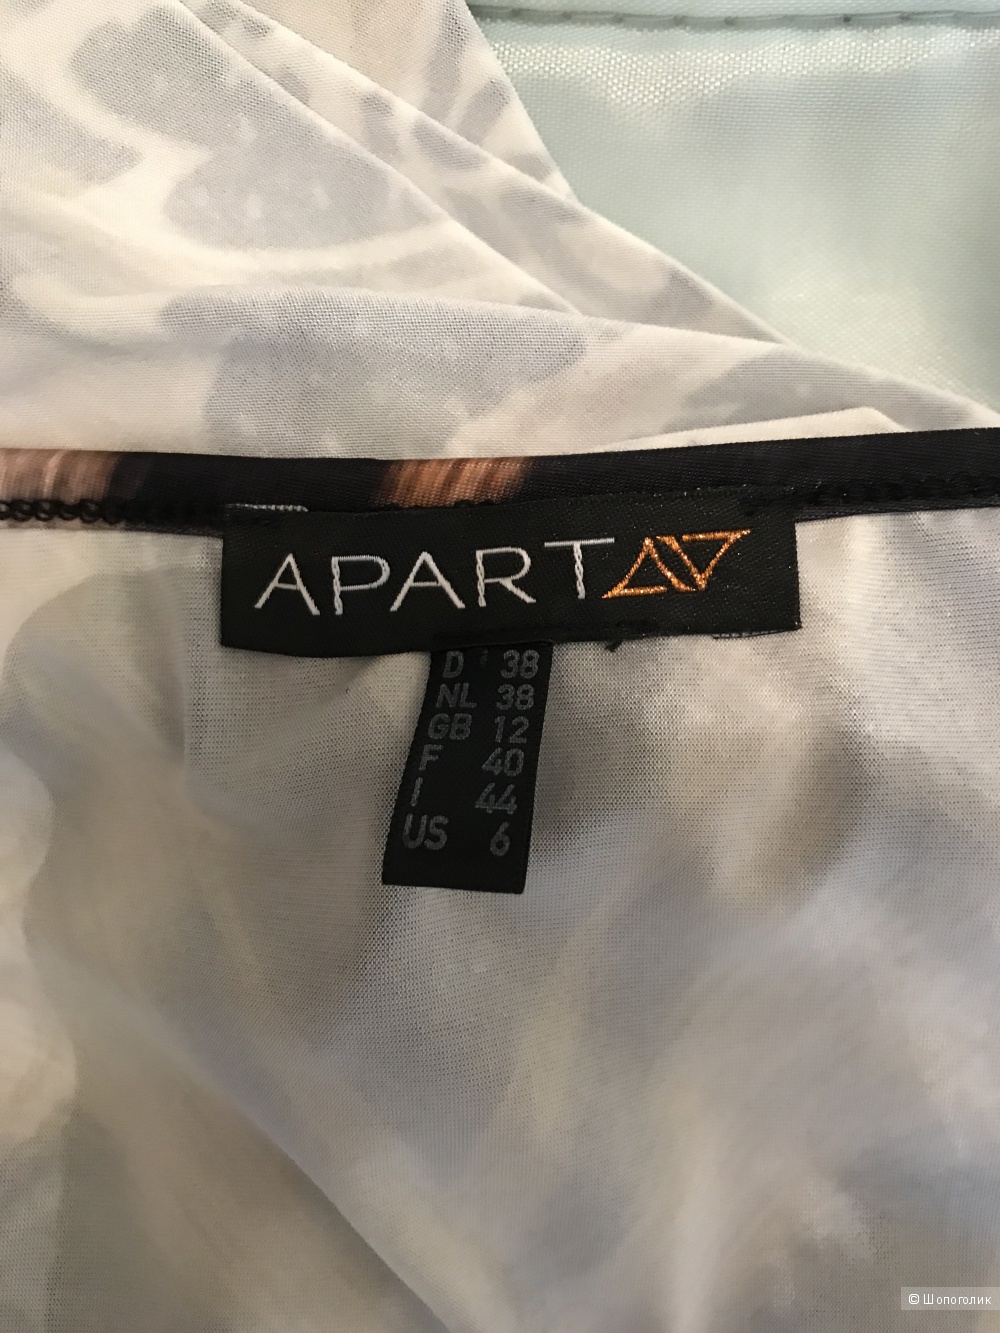 APART
D 38
NL 38
GB 12
F 40
I 44
US 6
© Шопоголик